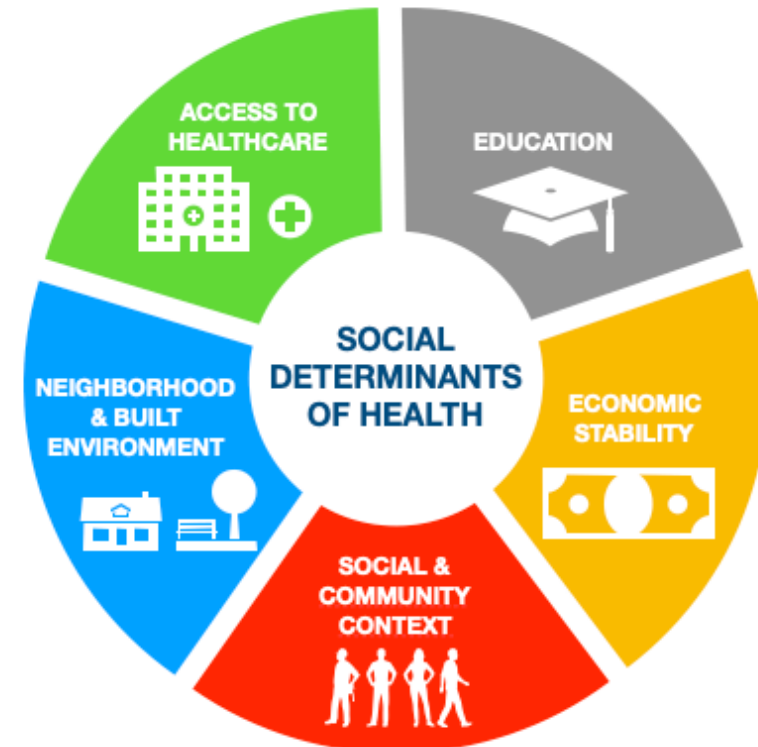 ACCESS TO
HEALTHCARE
EDUCATION
SOCIAL
DETERMINANTS
OF HEALTH
NEIGHBORHOOD
& BUILT
ENVIRONMENT
ECONOMIC
STABILITY
SOCIAL &
COMMUNITY
CONTEXT